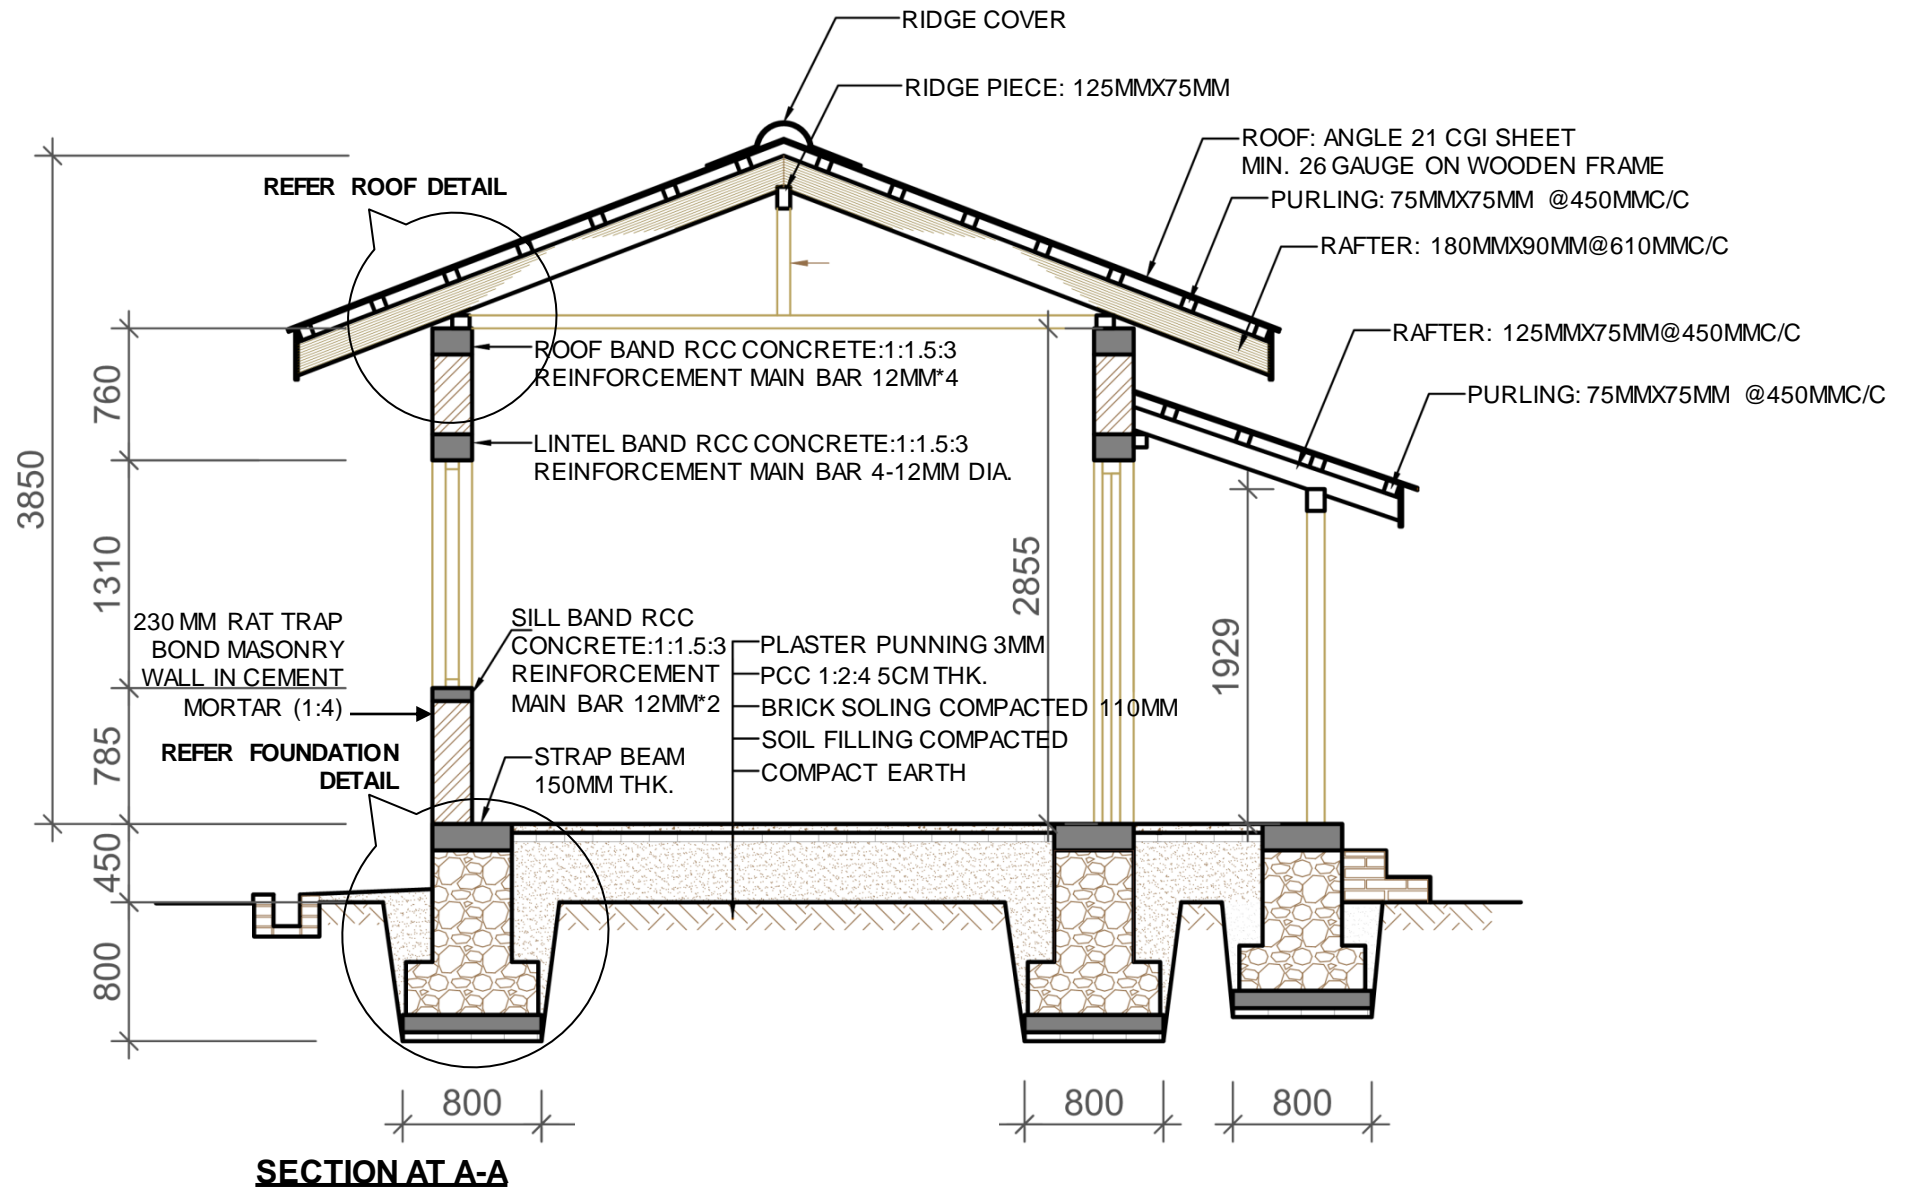 RIDGE COVER
RIDGE PIECE: 125MMX75MM
ROOF: ANGLE 21 CGI SHEET
MIN. 26 GAUGE ON WOODEN FRAME
REFER ROOF DETAIL
PURLING: 75MMX75MM @450MMC/C
RAFTER: 180MMX90MM@610MMC/C
RAFTER: 125MMX75MM@450MMC/C
ROOF BAND RCC CONCRETE:1:1.5:3
REINFORCEMENT MAIN BAR 12MM*4
PURLING: 75MMX75MM @450MMC/C
760
LINTEL BAND RCC CONCRETE:1:1.5:3
REINFORCEMENT MAIN BAR 4-12MM DIA.
3850
1310
2855
1929
230 MM RAT TRAP
BOND MASONRY
WALL IN CEMENT
MORTAR (1:4)
SILL BAND RCC
CONCRETE:1:1.5:3
REINFORCEMENT
MAIN BAR 12MM*2
PLASTER PUNNING 3MM
PCC 1:2:4 5CM THK.
BRICK SOLING COMPACTED 110MM
SOIL FILLING COMPACTED
COMPACT EARTH
785
REFER FOUNDATION
DETAIL
STRAP BEAM
150MM THK.
450
800
800
800
800
SECTION AT A-A